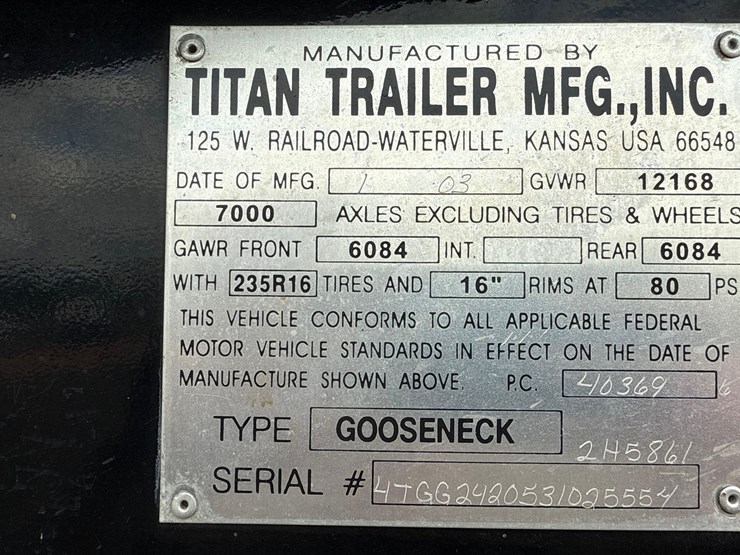 MANUFACTURED BY
TITAN TRAILER MFG., INC.
125 W. RAILROAD-WATERVILLE, KANSAS USA 66548
DATE OF MFG. 1 03 GVWR 12168
7000 AXLES EXCLUDING TIRES & WHEELS
GAWR FRONT 6084 INT. REAR 6084
WITH 235R16 TIRES AND 16" RIMS AT 80 PS
THIS VEHICLE CONFORMS TO ALL APPLICABLE FEDERAL
MOTOR VEHICLE STANDARDS IN EFFECT ON THE DATE OF
MANUFACTURE SHOWN ABOVE. P.C. 40369
TYPE GOOSENECK
2H5861
SERIAL # 4TGG2420531025554